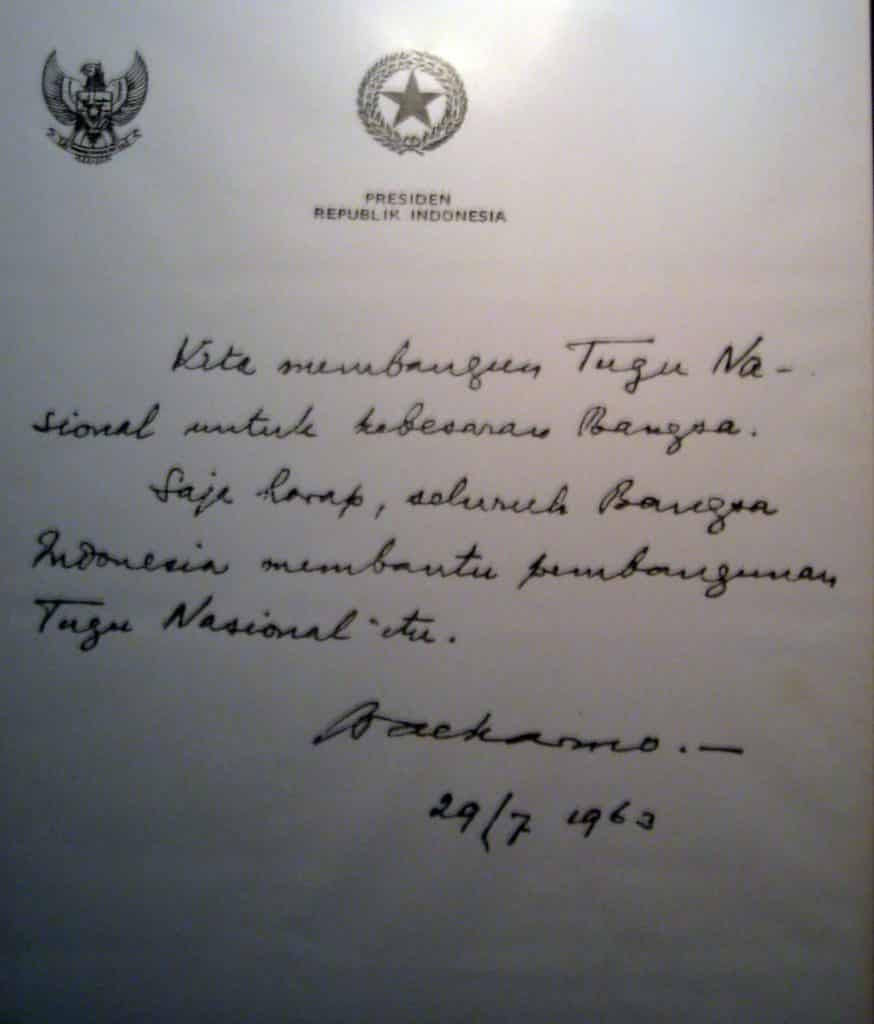 PRESIDEN
REPUBLIK INDONESIA
Kita membangun Tugu Na-
sional untuk kebesaran Bangsa.
Saja harap, seluruh Bangsa
Indonesia membantu pembangunan
Tugu Nasional itu.
Soekarno.—
29/7 1963